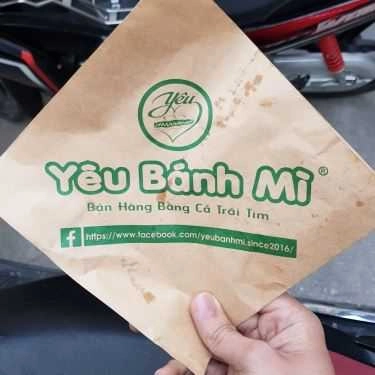 Yêu
Yêu Bánh Mì ®
Bán Hàng Bằng Cả Trái Tim
https://www.facebook.com/yeubanhmi.since2016/